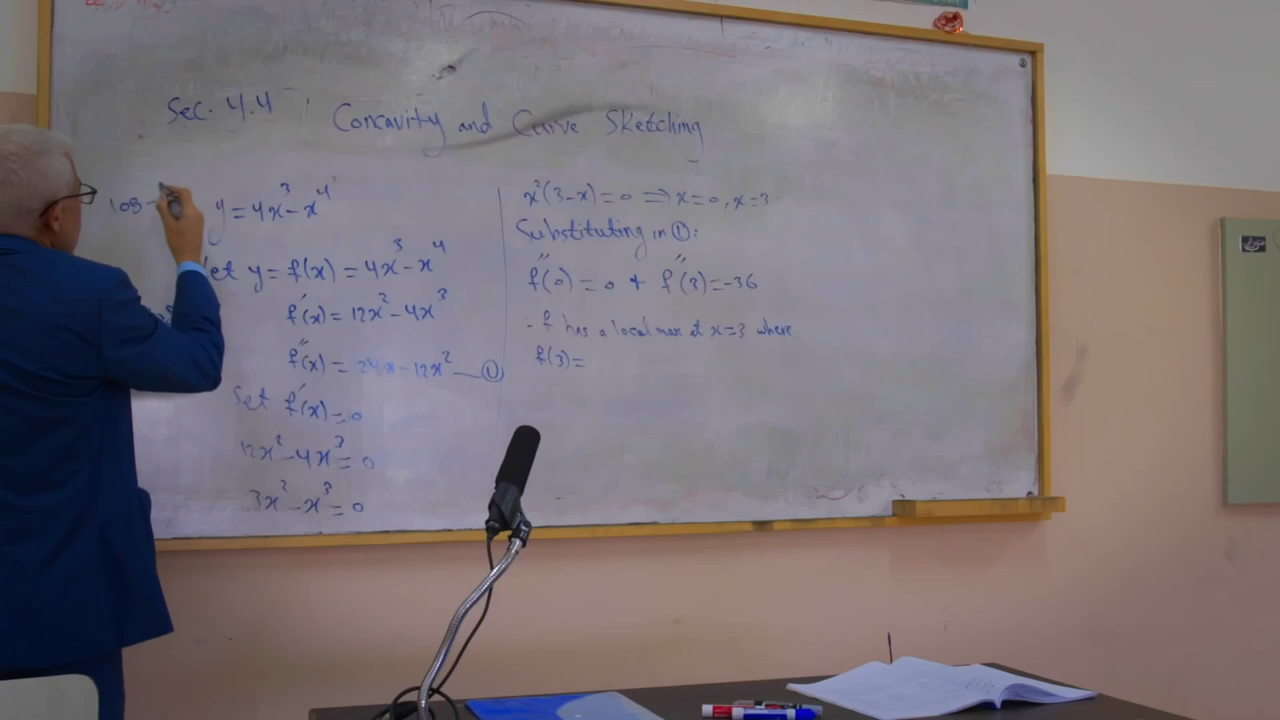 Sec. 4.4 Concavity and Curve Sketching
108 -
y = 4x³ - x⁴
Let y = f(x) = 4x³ - x⁴
f'(x) = 12x² - 4x³
f''(x) = 24x - 12x² — ①
Set f'(x) = 0
12x² - 4x³ = 0
3x² - x³ = 0
x²(3-x) = 0 ⟹ x = 0, x = 3
Substituting in ①:
f''(0) = 0 & f''(3) = -36
∴ f has a local max at x = 3 where
f(3) =